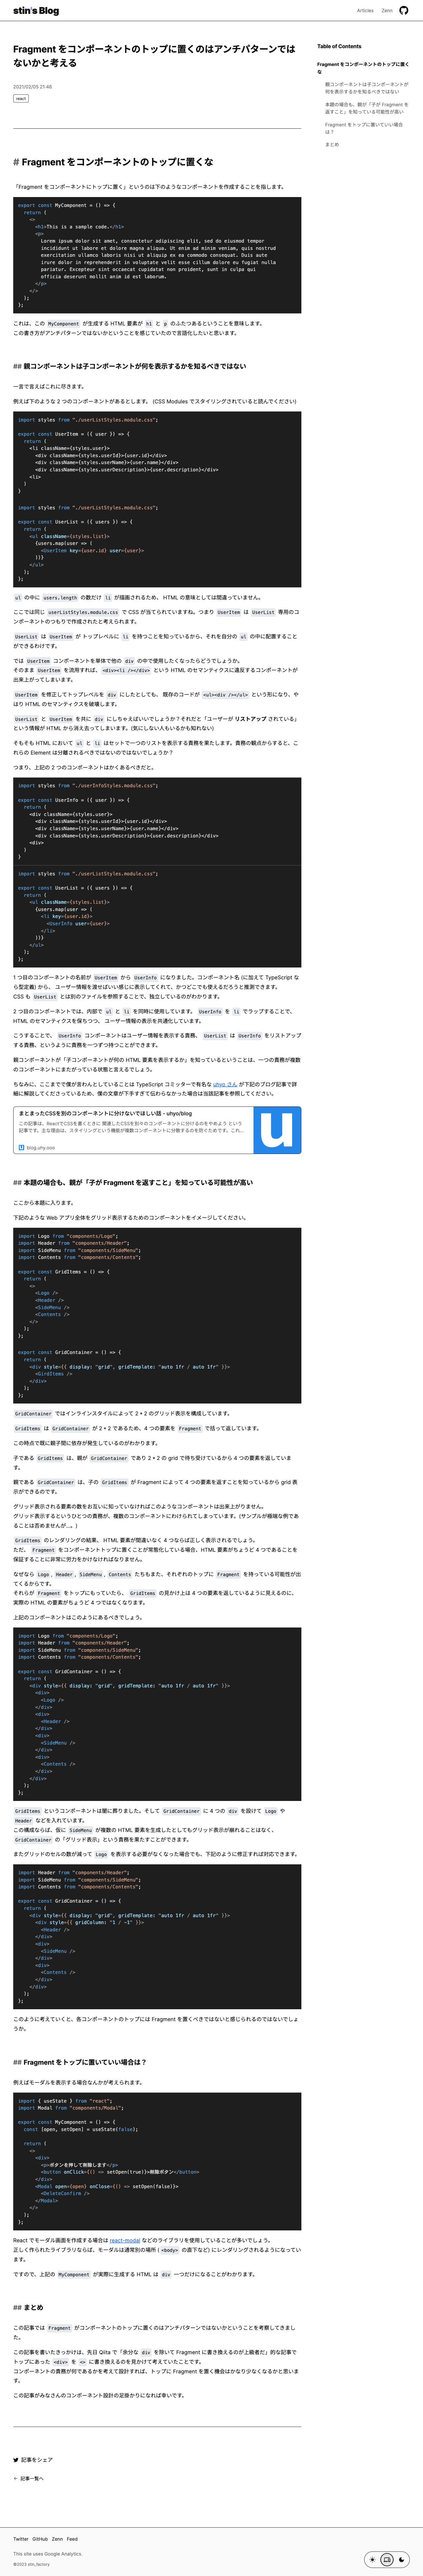 stin's Blog
Articles
Zenn
Fragment をコンポーネントのトップに置くのはアンチパターンではないかと考える
2021/02/05 21:46
react
Table of Contents
Fragment をコンポーネントのトップに置くな
親コンポーネントは子コンポーネントが何を表示するかを知るべきではない
本題の場合も、親が「子が Fragment を返すこと」を知っている可能性が高い
Fragment をトップに置いていい場合は？
まとめ
# Fragment をコンポーネントのトップに置くな
「Fragment をコンポーネントにトップに置く」というのは下のようなコンポーネントを作成することを指します。
export const MyComponent = () => {
return (
<>
<h1>This is a sample code.</h1>
<p>
Lorem ipsum dolor sit amet, consectetur adipiscing elit, sed do eiusmod tempor
incididunt ut labore et dolore magna aliqua. Ut enim ad minim veniam, quis nostrud
exercitation ullamco laboris nisi ut aliquip ex ea commodo consequat. Duis aute
irure dolor in reprehenderit in voluptate velit esse cillum dolore eu fugiat nulla
pariatur. Excepteur sint occaecat cupidatat non proident, sunt in culpa qui
officia deserunt mollit anim id est laborum.
</p>
</>
);
};
これは、この MyComponent が生成する HTML 要素が h1 と p のふたつあるということを意味します。
この書き方がアンチパターンではないかということを感じていたので言語化したいと思います。
## 親コンポーネントは子コンポーネントが何を表示するかを知るべきではない
一言で言えばこれに尽きます。
例えば下のような 2 つのコンポーネントがあるとします。 (CSS Modules でスタイリングされていると読んでください)
import styles from "./userListStyles.module.css";
export const UserItem = ({ user }) => {
return (
<li className={styles.user}>
<div className={styles.userId}>{user.id}</div>
<div className={styles.userName}>{user.name}</div>
<div className={styles.userDescription}>{user.description}</div>
<li>
)
}
import styles from "./userListStyles.module.css";
export const UserList = ({ users }) => {
return (
<ul className={styles.list}>
{users.map(user => (
<UserItem key={user.id} user={user}>
))}
</ul>
);
};
ul の中に users.length の数だけ li が描画されるため、 HTML の意味としては間違っていません。
ここでは同じ userListStyles.module.css で CSS が当てられていますね。つまり UserItem は UserList 専用のコンポーネントのつもりで作成されたと考えられます。
UserList は UserItem が トップレベルに li を持つことを知っているから、それを自分の ul の中に配置することができるわけです。
では UserItem コンポーネントを単体で他の div の中で使用したくなったらどうでしょうか。
そのまま UserItem を流用すれば、 <div><li /></div> という HTML のセマンティクスに違反するコンポーネントが出来上がってしまいます。
UserItem を修正してトップレベルを div にしたとしても、 既存のコードが <ul><div /></ul> という形になり、やはり HTML のセマンティクスを破壊します。
UserList と UserItem を共に div にしちゃえばいいでしょうか？それだと「ユーザーが リストアップ されている」という情報が HTML から消え去ってしまいます。(気にしない人もいるかも知れない)
そもそも HTML において ul と li はセットで一つのリストを表示する責務を果たします。責務の観点からすると、これらの Element は分離されるべきではないのではないでしょうか？
つまり、上記の 2 つのコンポーネントはかくあるべきだと。
import styles from "./userInfoStyles.module.css";
export const UserInfo = ({ user }) => {
return (
<div className={styles.user}>
<div className={styles.userId}>{user.id}</div>
<div className={styles.userName}>{user.name}</div>
<div className={styles.userDescription}>{user.description}</div>
<div>
)
}
import styles from "./userListStyles.module.css";
export const UserList = ({ users }) => {
return (
<ul className={styles.list}>
{users.map(user => (
<li key={user.id}>
<UserInfo user={user}>
</li>
))}
</ul>
);
};
1 つ目のコンポーネントの名前が UserItem から UserInfo になりました。コンポーネント名 (に加えて TypeScript なら型定義) から、 ユーザー情報を渡せばいい感じに表示してくれて、かつどこでも使えるだろうと推測できます。
CSS も UserList とは別のファイルを参照することで、独立しているのがわかります。
2 つ目のコンポーネントでは、内部で ul と li を同時に使用しています。 UserInfo を li でラップすることで、HTML のセマンティクスを保ちつつ、 ユーザー情報の表示を共通化しています。
こうすることで、 UserInfo コンポーネントはユーザー情報を表示する責務、 UserList は UserInfo をリストアップする責務、というように責務を一つずつ持つことができます。
親コンポーネントが「子コンポーネントが何の HTML 要素を表示するか」を知っているということは、一つの責務が複数のコンポーネントにまたがっている状態と言えるでしょう。
ちなみに、ここまでで僕が言わんとしていることは TypeScript コミッターで有名な uhyo さん が下記のブログ記事で詳細に解説してくださっているため、僕の文章が下手すぎて伝わらなかった場合は当該記事を参照してください。
まとまったCSSを別のコンポーネントに分けないでほしい話 - uhyo/blog
この記事は、ReactでCSSを書くときに 関連したCSSを別々のコンポーネントに分けるのをやめよう という記事です。主な理由は、スタイリングという機能が複数コンポーネントに分散するのを防ぐためです。これ…
blog.uhy.ooo
## 本題の場合も、親が「子が Fragment を返すこと」を知っている可能性が高い
ここから本題に入ります。
下記のような Web アプリ全体をグリッド表示するためのコンポーネントをイメージしてください。
import Logo from "components/Logo";
import Header from "components/Header";
import SideMenu from "components/SideMenu";
import Contents from "components/Contents";
export const GridItems = () => {
return (
<>
<Logo />
<Header />
<SideMenu />
<Contents />
</>
);
};
export const GridContainer = () => {
return (
<div style={{ display: "grid", gridTemplate: "auto 1fr / auto 1fr" }}>
<GirdItems />
</div>
);
};
GridContainer ではインラインスタイルによって 2 * 2 のグリッド表示を構成しています。
GridItems は GridContainer が 2 * 2 であるため、4 つの要素を Fragment で括って返しています。
この時点で既に親子間に依存が発生しているのがわかります。
子である GridItems は、親が GridContainer であり 2 * 2 の grid で待ち受けているから 4 つの要素を返しています。
親である GridContainer は、子の GridItems が Fragment によって 4 つの要素を返すことを知っているから grid 表示ができるのです。
グリッド表示される要素の数をお互いに知っていなければこのようなコンポーネントは出来上がりません。
グリッド表示するというひとつの責務が、複数のコンポーネントにわけられてしまっています。(サンプルが極端な例であることは否めませんが…。)
GridItems のレンダリングの結果、 HTML 要素が間違いなく 4 つならば正しく表示されるでしょう。
ただ、 Fragment をコンポーネントトップに置くことが常態化している場合、HTML 要素がちょうど 4 つであることを保証することに非常に労力をかけなければなりません。
なぜなら Logo , Header , SideMenu , Contents たちもまた、それぞれのトップに Fragment を持っている可能性が出てくるからです。
それらが Fragment をトップにもっていたら、 GridItems の見かけ上は 4 つの要素を返しているように見えるのに、実際の HTML の要素がちょうど 4 つではなくなります。
上記のコンポーネントはこのようにあるべきでしょう。
import Logo from "components/Logo";
import Header from "components/Header";
import SideMenu from "components/SideMenu";
import Contents from "components/Contents";
export const GridContainer = () => {
return (
<div style={{ display: "grid", gridTemplate: "auto 1fr / auto 1fr" }}>
<div>
<Logo />
</div>
<div>
<Header />
</div>
<div>
<SideMenu />
</div>
<div>
<Contents />
</div>
</div>
);
};
GridItems というコンポーネントは闇に葬りました。そして GridContainer に 4 つの div を設けて Logo や Header などを入れています。
この構成ならば、仮に SideMenu が複数の HTML 要素を生成したとしてもグリッド表示が崩れることはなく、 GridContainer の「グリッド表示」という責務を果たすことができます。
またグリッドのセルの数が減って Logo を表示する必要がなくなった場合でも、下記のように修正すれば対応できます。
import Header from "components/Header";
import SideMenu from "components/SideMenu";
import Contents from "components/Contents";
export const GridContainer = () => {
return (
<div style={{ display: "grid", gridTemplate: "auto 1fr / auto 1fr" }}>
<div style={{ gridColumn: "1 / -1" }}>
<Header />
</div>
<div>
<SideMenu />
</div>
<div>
<Contents />
</div>
</div>
);
};
このように考えていくと、各コンポーネントのトップには Fragment を置くべきではないと感じられるのではないでしょうか。
## Fragment をトップに置いていい場合は？
例えばモーダルを表示する場合なんかが考えられます。
import { useState } from "react";
import Modal from "components/Modal";
export const MyComponent = () => {
const [open, setOpen] = useState(false);
return (
<>
<div>
<p>ボタンを押して削除します</p>
<button onClick={() => setOpen(true)}>削除ボタン</button>
</div>
<Modal open={open} onClose={() => setOpen(false)}>
<DeleteConfirm />
</Modal>
</>
);
};
React でモーダル画面を作成する場合は react-modal などのライブラリを使用していることが多いでしょう。
正しく作られたライブラリならば、モーダルは通常別の場所 ( <body> の直下など) にレンダリングされるようになっています。
ですので、上記の MyComponent が実際に生成する HTML は div 一つだけになることがわかります。
## まとめ
この記事では Fragment がコンポーネントのトップに置くのはアンチパターンではないかということを考察してきました。
この記事を書いたきっかけは、先日 Qiita で「余分な div を除いて Fragment に書き換えるのが上級者だ」的な記事でトップにあった <div> を <> に書き換えるのを見かけて考えていたことです。
コンポーネントの責務が何であるかを考えて設計すれば、トップに Fragment を置く機会はかなり少なくなるかと思います。
この記事がみなさんのコンポーネント設計の足掛かりになれば幸いです。
記事をシェア
← 記事一覧へ
Twitter GitHub Zenn Feed
This site uses Google Analytics.
©2023 stin_factory